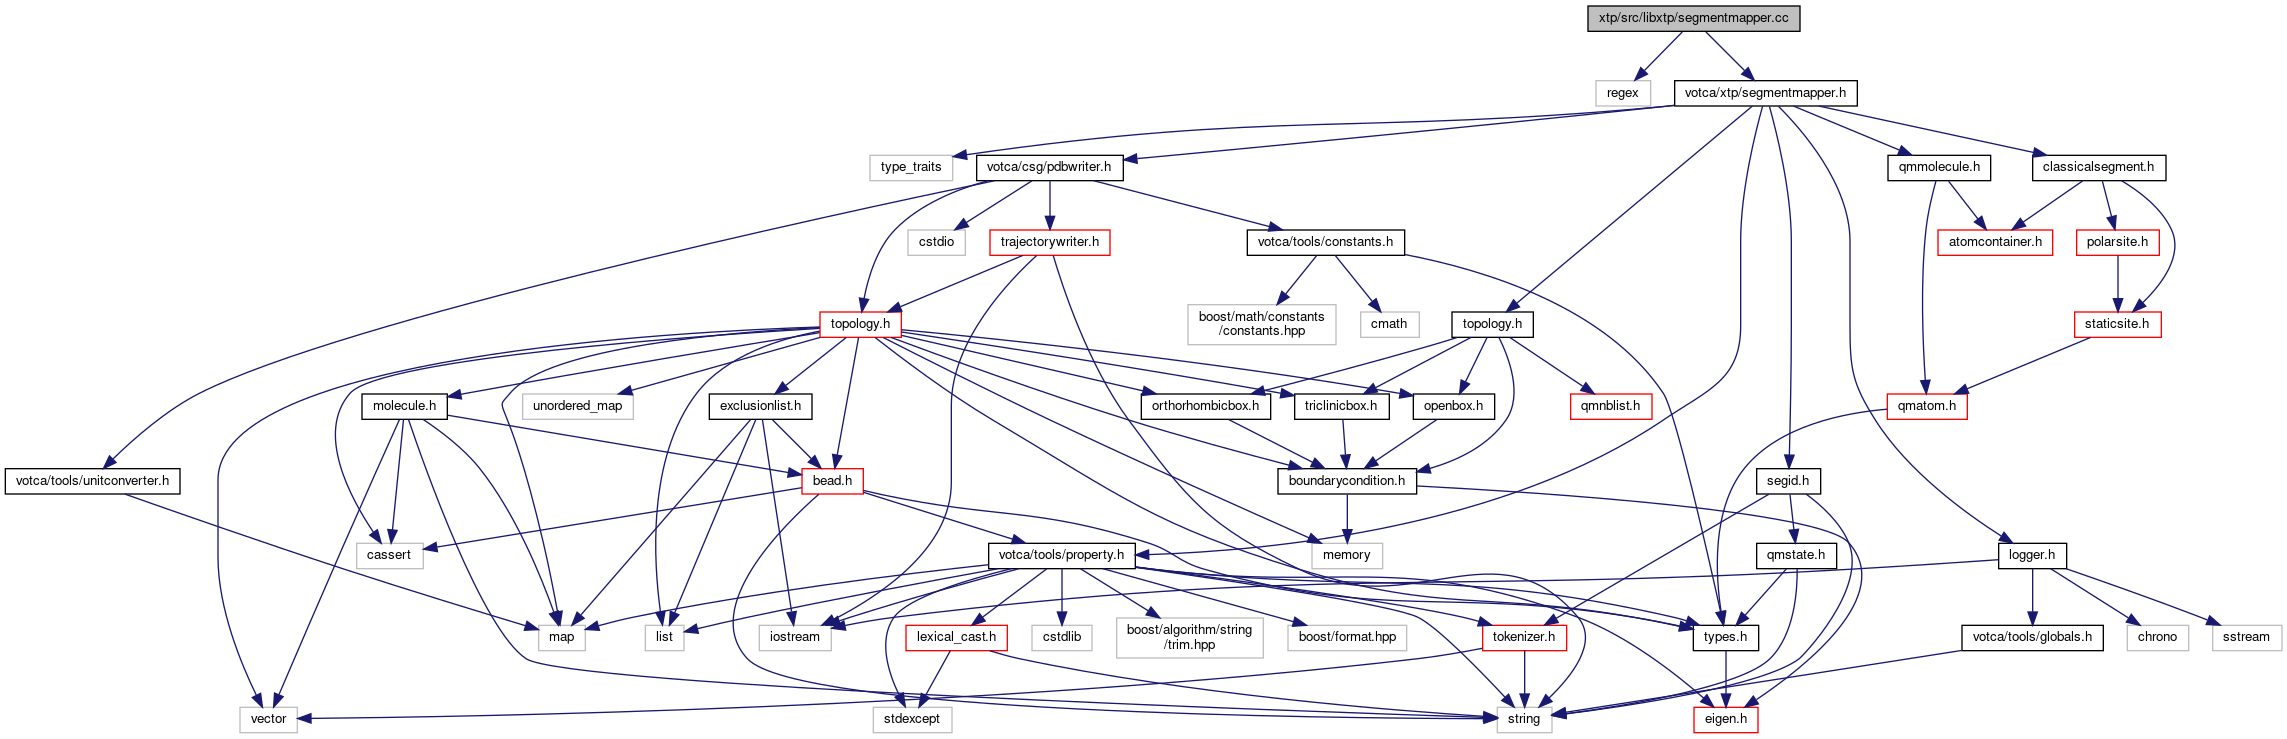 xtp/src/libxtp/segmentmapper.cc
regex
votca/xtp/segmentmapper.h
type_traits
votca/csg/pdbwriter.h
qmmolecule.h
classicalsegment.h
cstdio
trajectorywriter.h
votca/tools/constants.h
atomcontainer.h
polarsite.h
topology.h
boost/math/constants
/constants.hpp
cmath
topology.h
staticsite.h
molecule.h
unordered_map
exclusionlist.h
orthorhombicbox.h
triclinicbox.h
openbox.h
qmnblist.h
qmatom.h
votca/tools/unitconverter.h
bead.h
boundarycondition.h
segid.h
cassert
votca/tools/property.h
memory
qmstate.h
logger.h
map
list
iostream
lexical_cast.h
cstdlib
boost/algorithm/string
/trim.hpp
boost/format.hpp
tokenizer.h
types.h
votca/tools/globals.h
chrono
sstream
vector
stdexcept
string
eigen.h